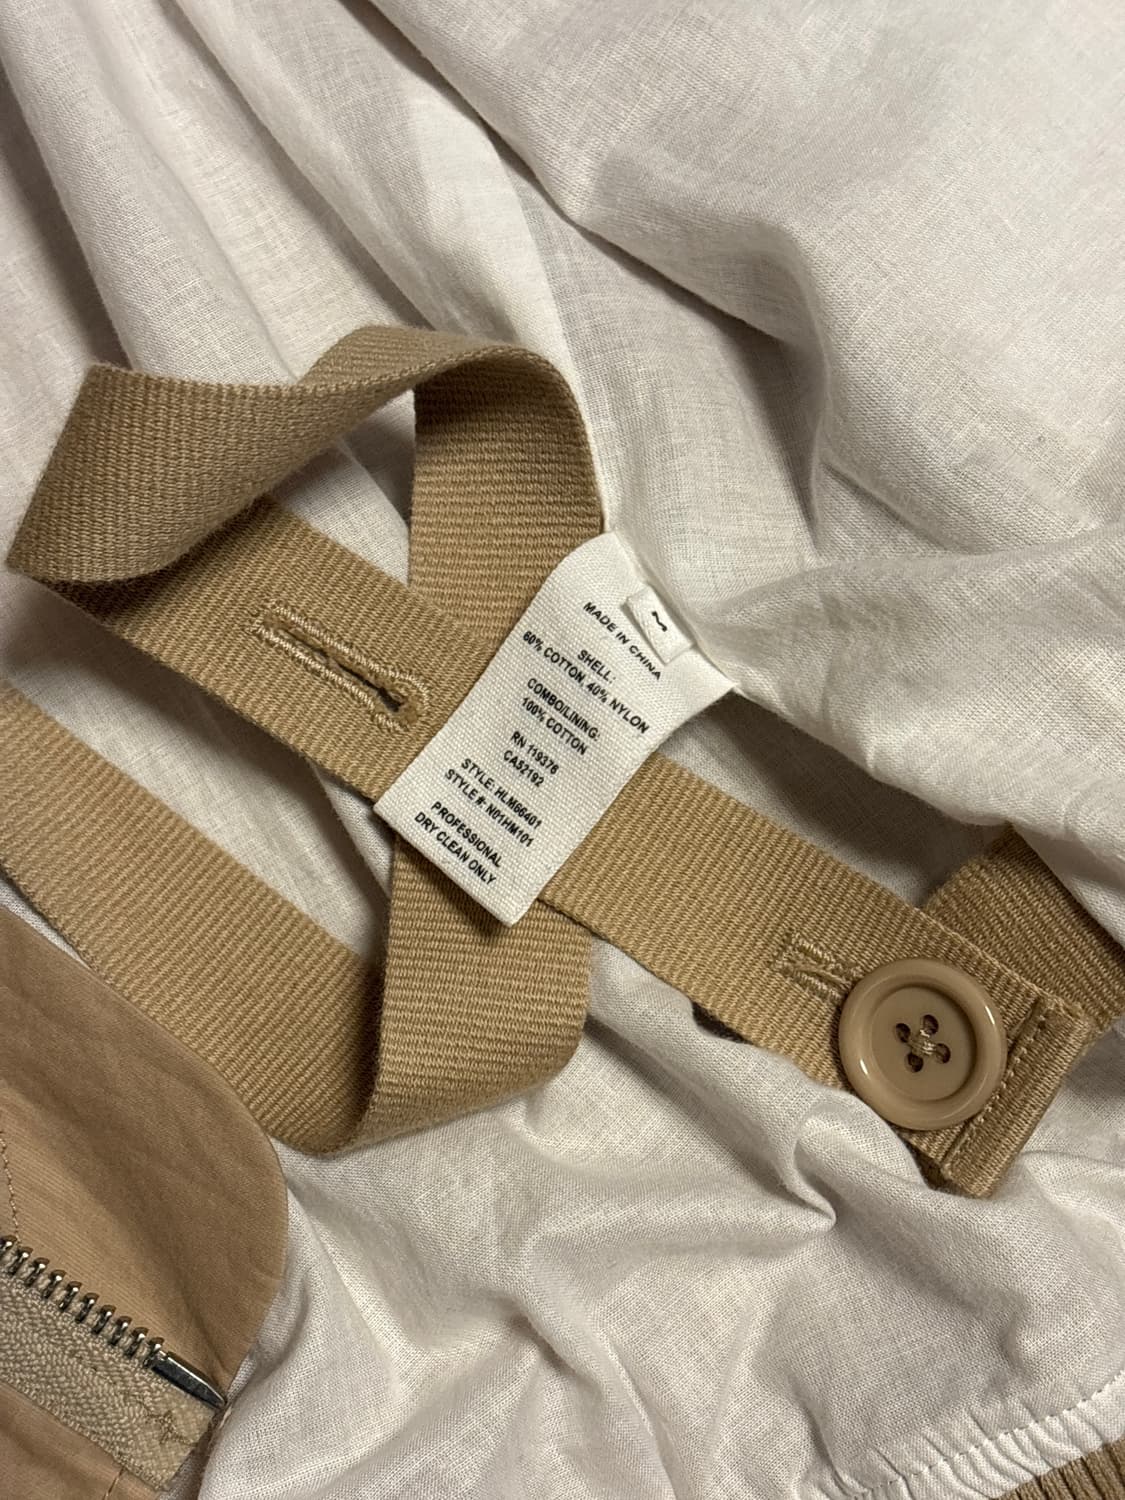 MADE IN CHINA
SHELL:
60% COTTON, 40% NYLON
COMBO/LINING:
100% COTTON
RN 119376
CA52192
STYLE: HLM66401
STYLE #: N01HM101
PROFESSIONAL
DRY CLEAN ONLY